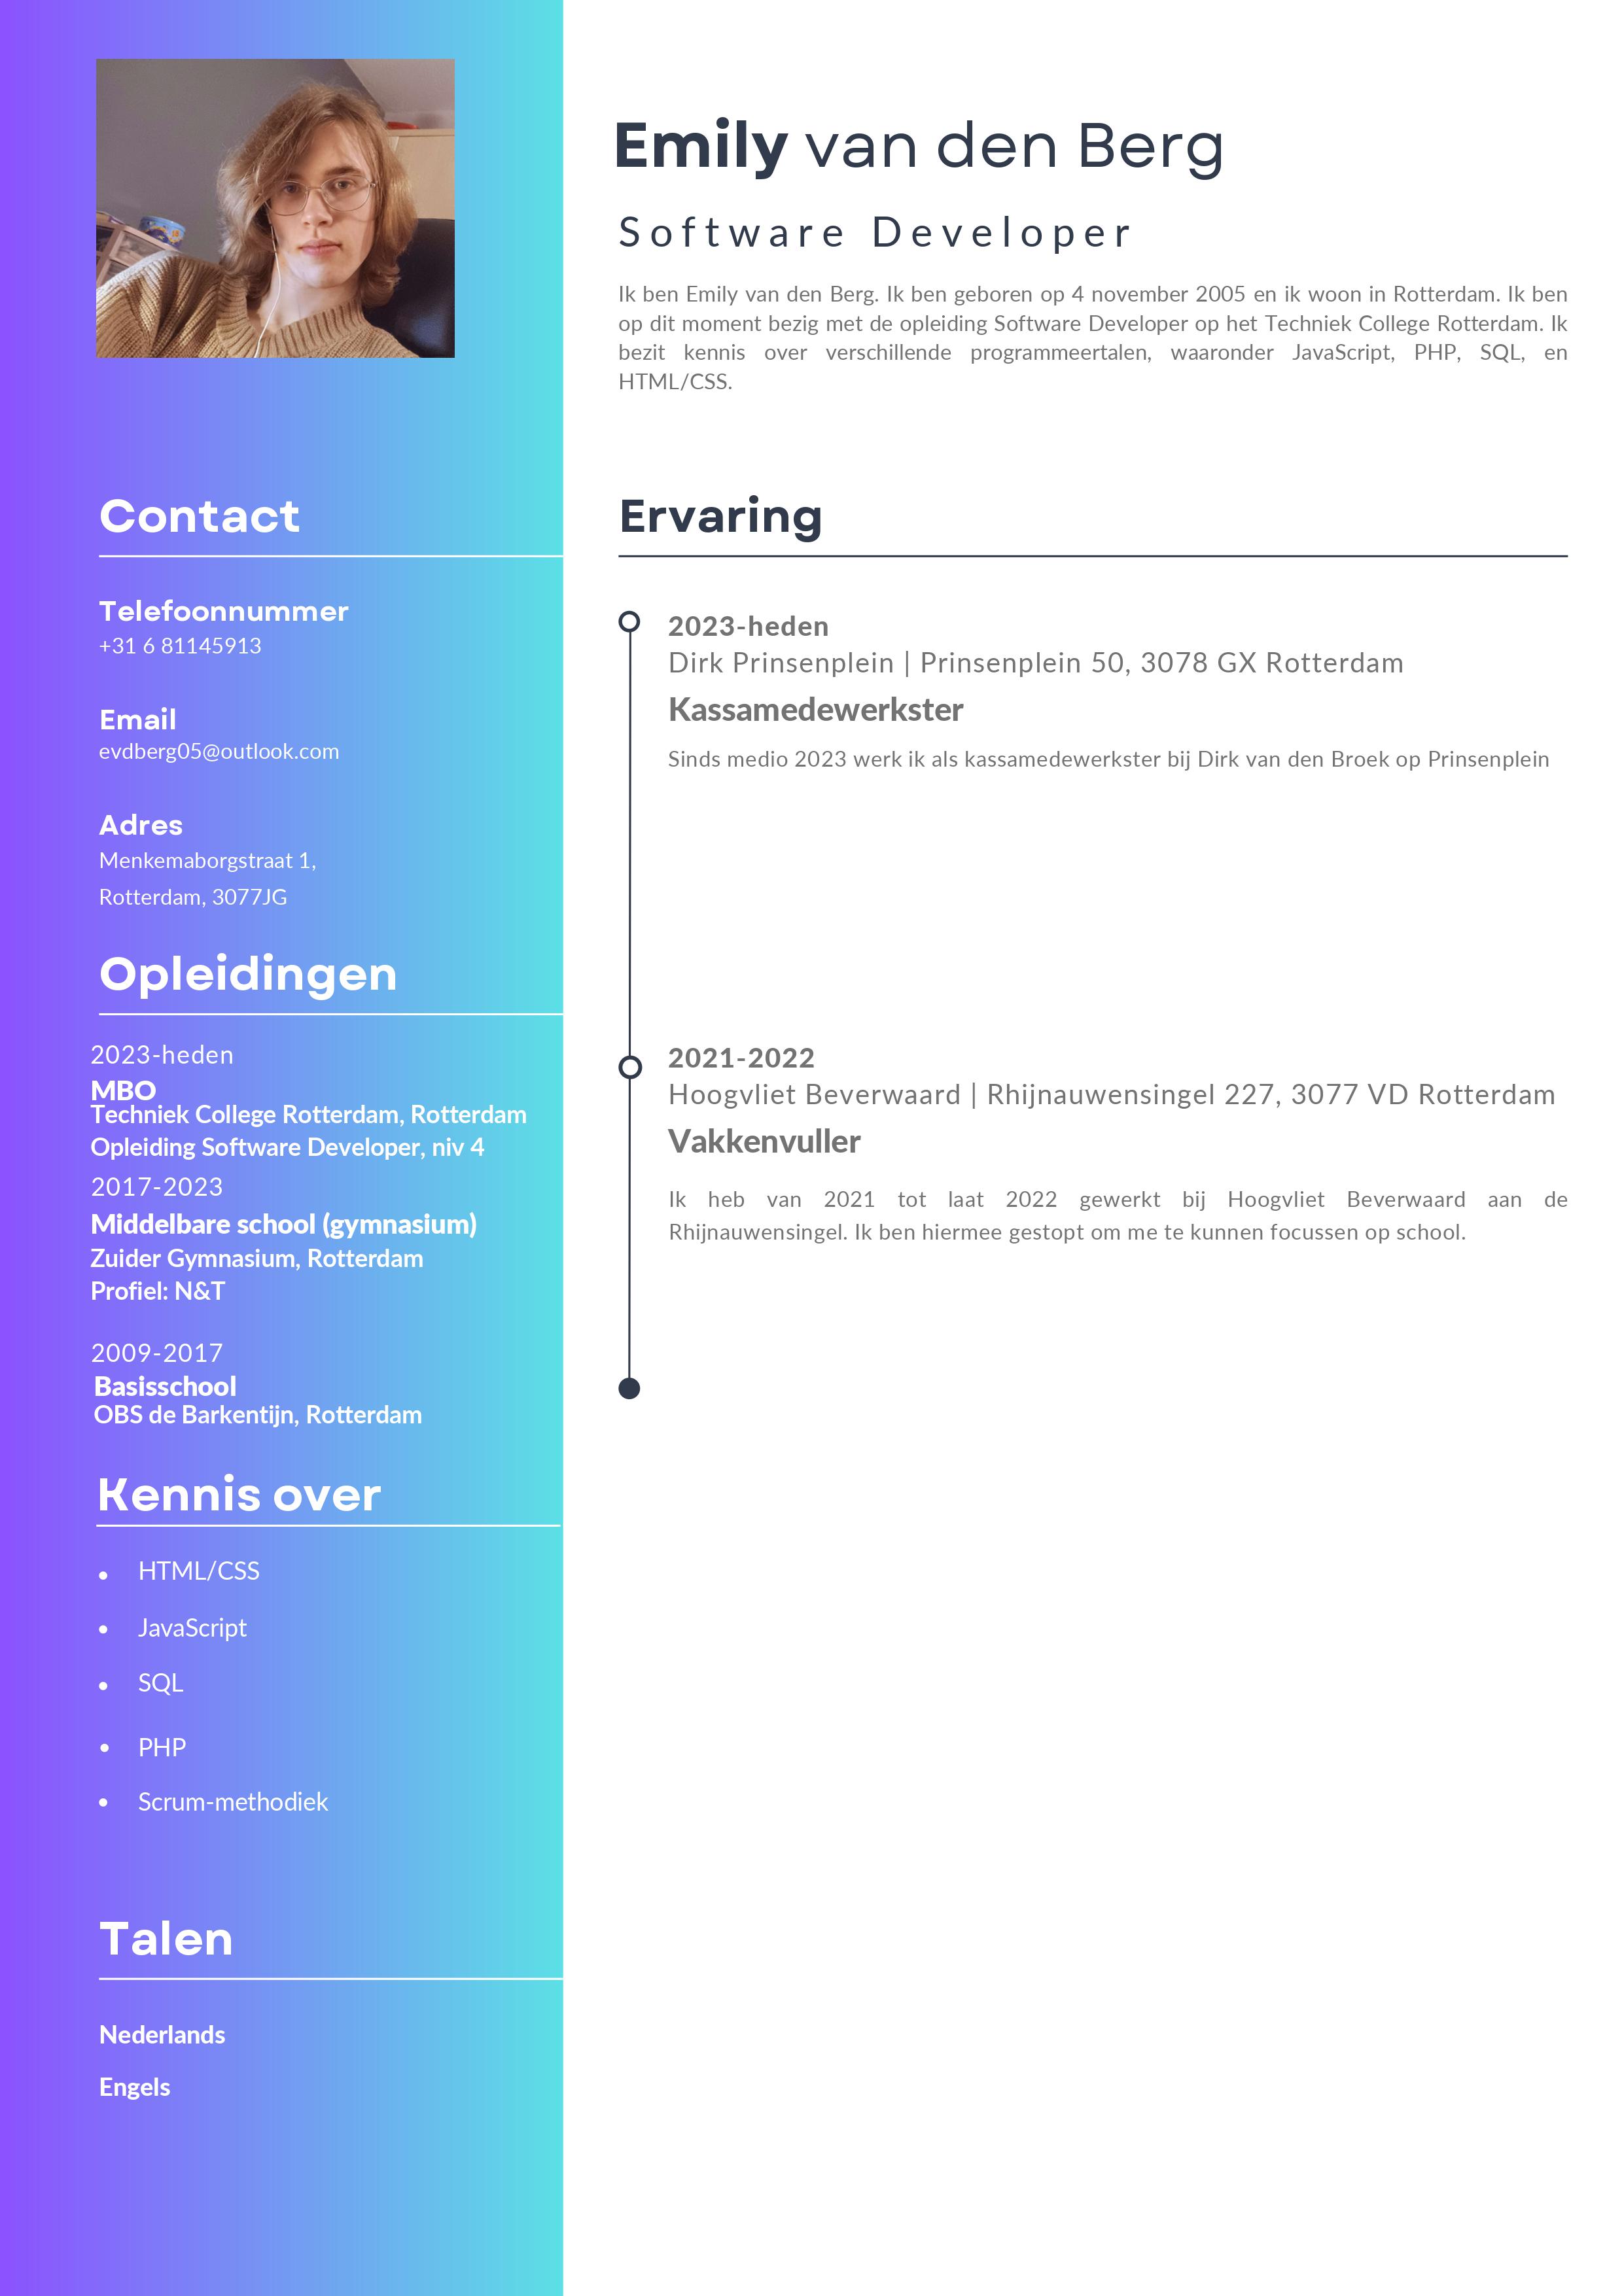 Emily van den Berg
Software Developer
Ik ben Emily van den Berg. Ik ben geboren op 4 november 2005 en ik woon in Rotterdam. Ik ben
op dit moment bezig met de opleiding Software Developer op het Techniek College Rotterdam. Ik
bezit kennis over verschillende programmeertalen, waaronder JavaScript, PHP, SQL, en
HTML/CSS.
Contact
Telefoonnummer
+31 6 81145913
Email
evdberg05@outlook.com
Adres
Menkemaborgstraat 1,
Rotterdam, 3077JG
Opleidingen
2023-heden
MBO
Techniek College Rotterdam, Rotterdam
Opleiding Software Developer, niv 4
2017-2023
Middelbare school (gymnasium)
Zuider Gymnasium, Rotterdam
Profiel: N&T
2009-2017
Basisschool
OBS de Barkentijn, Rotterdam
Kennis over
• HTML/CSS
• JavaScript
• SQL
• PHP
• Scrum-methodiek
Talen
Nederlands
Engels
Ervaring
2023-heden
Dirk Prinsenplein | Prinsenplein 50, 3078 GX Rotterdam
Kassamedewerkster
Sinds medio 2023 werk ik als kassamedewerkster bij Dirk van den Broek op Prinsenplein
2021-2022
Hoogvliet Beverwaard | Rhijnauwensingel 227, 3077 VD Rotterdam
Vakkenvuller
Ik heb van 2021 tot laat 2022 gewerkt bij Hoogvliet Beverwaard aan de
Rhijnauwensingel. Ik ben hiermee gestopt om me te kunnen focussen op school.